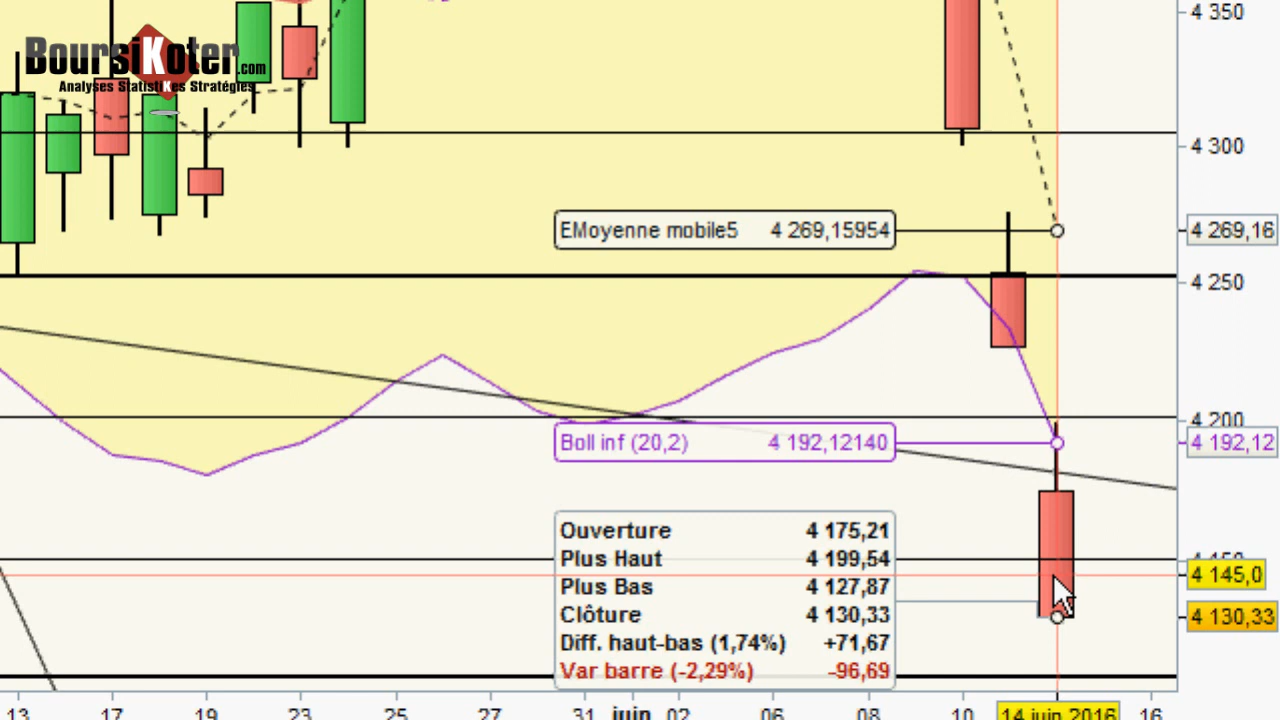 BoursiKoter.com
Analyses StatistiKes Stratégies
4 350
4 300
EMoyenne mobile5 4 269,15954
4 269,16
4 250
4 200
Boll inf (20,2) 4 192,12140
4 192,12
Ouverture 4 175,21
Plus Haut 4 199,54
4 150
Plus Bas 4 127,87
4 145,0
Clôture 4 130,33
4 130,33
Diff. haut-bas (1,74%) +71,67
Var barre (-2,29%) -96,69
13 17 19 23 25 27 31 juin 02 06 08 10 14 juin 2016 16